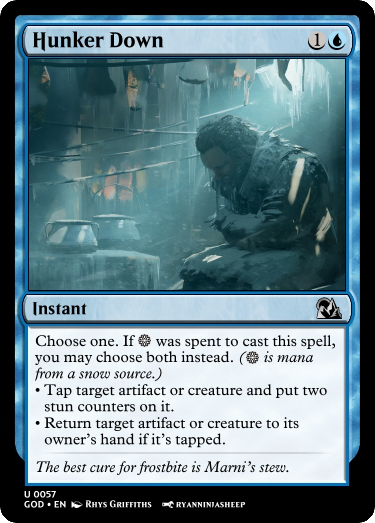 Hunker Down 1
Instant
Choose one. If was spent to cast this spell,
you may choose both instead. ( is mana
from a snow source.)
• Tap target artifact or creature and put two
stun counters on it.
• Return target artifact or creature to its
owner's hand if it's tapped.
The best cure for frostbite is Marni's stew.
U 0057
GOD • EN Rhys Griffiths RYANNINJASHEEP